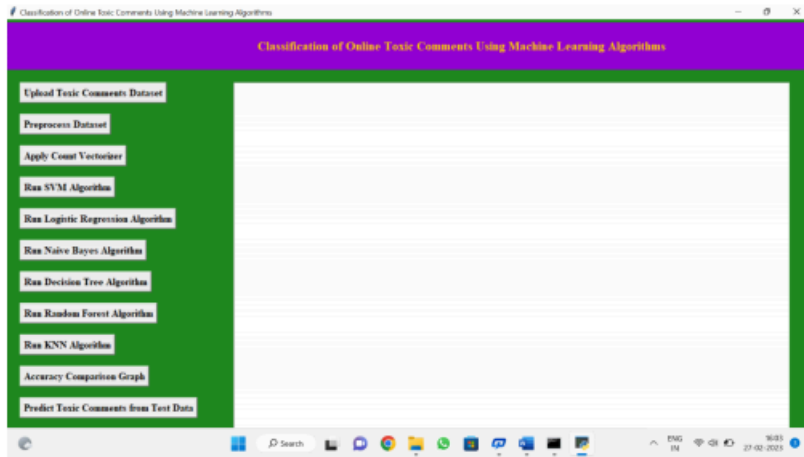 Classification of Online Toxic Comments Using Machine Learning Algorithms
Classification of Online Toxic Comments Using Machine Learning Algorithms
Upload Toxic Comments Dataset
Preprocess Dataset
Apply Count Vectorizer
Run SVM Algorithm
Run Logistic Regression Algorithm
Run Naive Bayes Algorithm
Run Decision Tree Algorithm
Run Random Forest Algorithm
Run KNN Algorithm
Accuracy Comparison Graph
Predict Toxic Comments from Test Data
Search
ENG
IN
16:03
27-02-2023